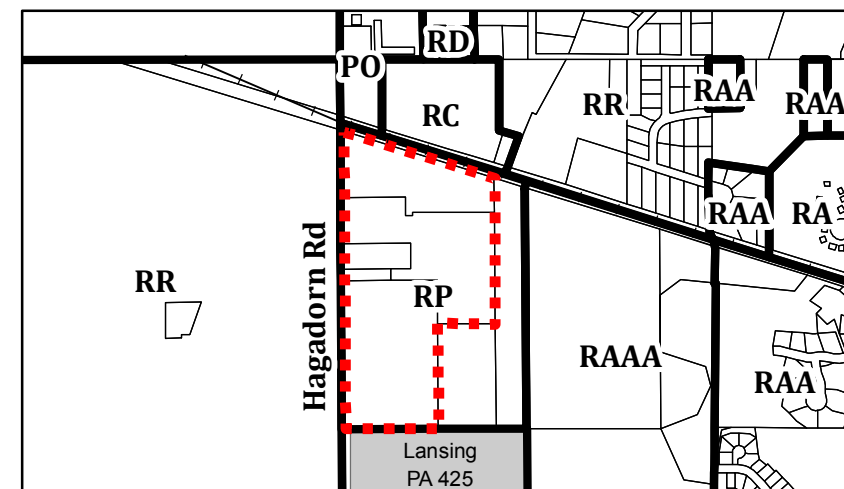 RD
PO
RR
RAA
RAA
RC
RAA
RA
RR
RP
Hagadorn Rd
RAAA
RAA
Lansing
PA 425